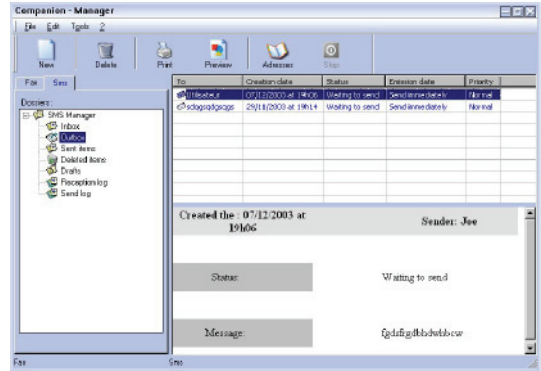 Companion - Manager
File Edit Tools ?
New Delete Print Preview Adresses Stop
Fax Sms
Dossiers:
SMS Manager
Inbox
Outbox
Sent items
Deleted items
Drafts
Reception log
Send log
To Creation date Status Emission date Priority
Utilisateur 07/12/2003 at 19h06 Waiting to send Send immediately Normal
29/11/2003 at 19h14 Waiting to send Send immediately Normal
Created the : 07/12/2003 at 19h06
Sender: Joe
Status: Waiting to send
Message:
Fax Sms